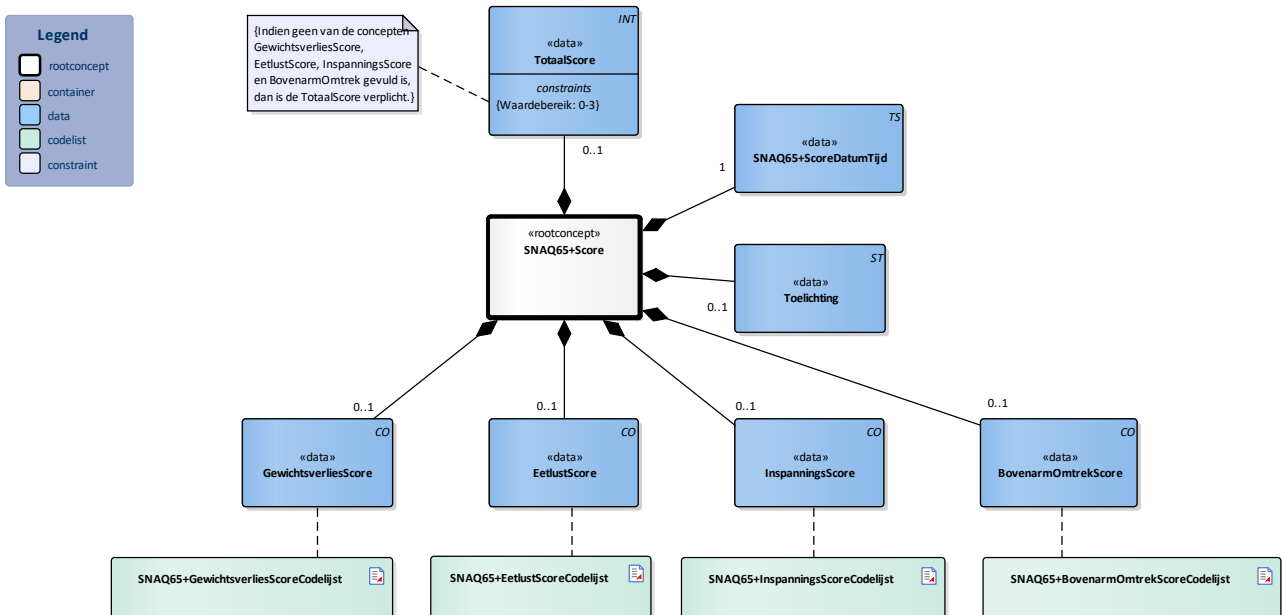 Legend
rootconcept
container
data
codelist
constraint
{Indien geen van de concepten
GewichtsverliesScore,
EetlustScore, InspanningsScore
en BovenarmOmtrek gevuld is,
dan is de TotaalScore verplicht.}
INT
«data»
TotaalScore
constraints
{Waardebereik: 0-3}
0..1
TS
«data»
SNAQ65+ScoreDatumTijd
1
«rootconcept»
SNAQ65+Score
ST
«data»
Toelichting
0..1
0..1
0..1
0..1
0..1
CO
«data»
GewichtsverliesScore
CO
«data»
EetlustScore
CO
«data»
InspanningsScore
CO
«data»
BovenarmOmtrekScore
SNAQ65+GewichtsverliesScoreCodelijst
SNAQ65+EetlustScoreCodelijst
SNAQ65+InspanningsScoreCodelijst
SNAQ65+BovenarmOmtrekScoreCodelijst